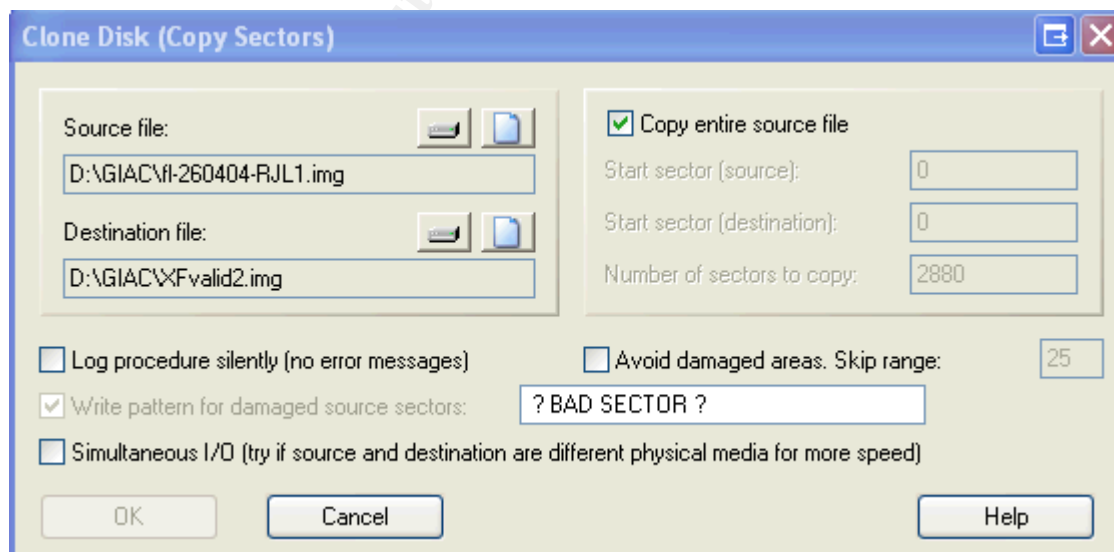 Clone Disk (Copy Sectors)
Source file:
D:\GIAC\fl-260404-RJL1.img
Destination file:
D:\GIAC\XFvalid2.img
Copy entire source file
Start sector (source): 0
Start sector (destination): 0
Number of sectors to copy: 2880
Log procedure silently (no error messages)
Avoid damaged areas. Skip range: 25
Write pattern for damaged source sectors: ? BAD SECTOR ?
Simultaneous I/O (try if source and destination are different physical media for more speed)
OK
Cancel
Help